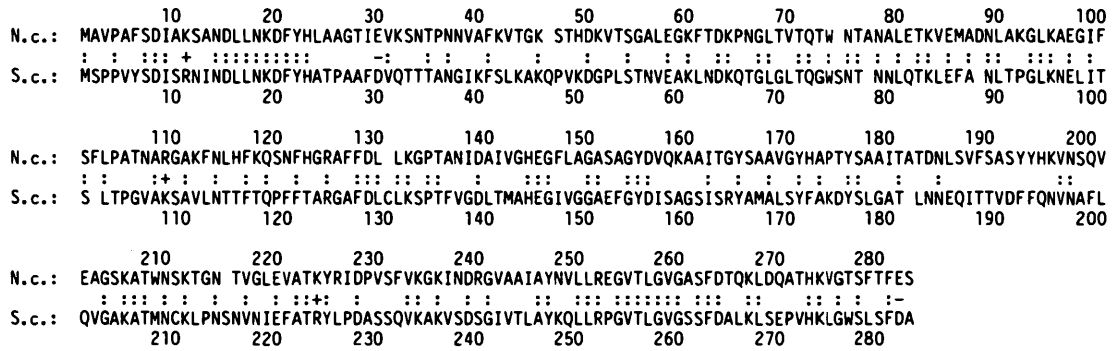 10 20 30 40 50 60 70 80 90 100
N.c.: MAVPAFSDIAKSANDLLNKDFYHLAAGTIEVKSNTPNNVAFKVTGK STHDKVTSGALEGKFTDKPNGLTVTQTW NTANALETKVEMADNLAKGLKAEGIF
: : :: + :::::::::: -: : : : : : : : : : : ::: : : : : :: : :: :
S.c.: MSPPVYSDISRNINDLLNKDFYHATPAAFDVQTTTANGIKFSLKAKQPVKDGPLSTNVEAKLNDKQTGLGLTQGWSNT NNLQTKLEFA NLTPGLKNELIT
10 20 30 40 50 60 70 80 90 100
110 120 130 140 150 160 170 180 190 200
N.c.: SFLPATNARGAKFNLHFKQSNFHGRAFFDL LKGPTANIDAIVGHEGFLAGASAGYDVQKAAITGYSAAVGYHAPTYSAAITATDNLSVFSASYYHKVNSQV
S.c.: S LTPGVAKSAVLNTTFTQPFFTARGAFDLCLKSPTFVGDLTMAHEGIVGGAEFGYDISAGSISRYAMALSYFAKDYSLGAT LNNEQITTVDFFQNVNAFL
110 120 130 140 150 160 170 180 190 200
210 220 230 240 250 260 270 280
N.c.: EAGSKATWNSKTGN TVGLEVATKYRIDPVSFVKGKINDRGVAAIAYNVLLREGVTLGVGASFDTQKLDQATHKVGTSFTFES
S.c.: QVGAKATMNCKLPNSNVNIEFATRYLPDASSQVKAKVSDSGIVTLAYKQLLRPGVTLGVGSSFDALKLSEPVHKLGWSLSFDA
210 220 230 240 250 260 270 280